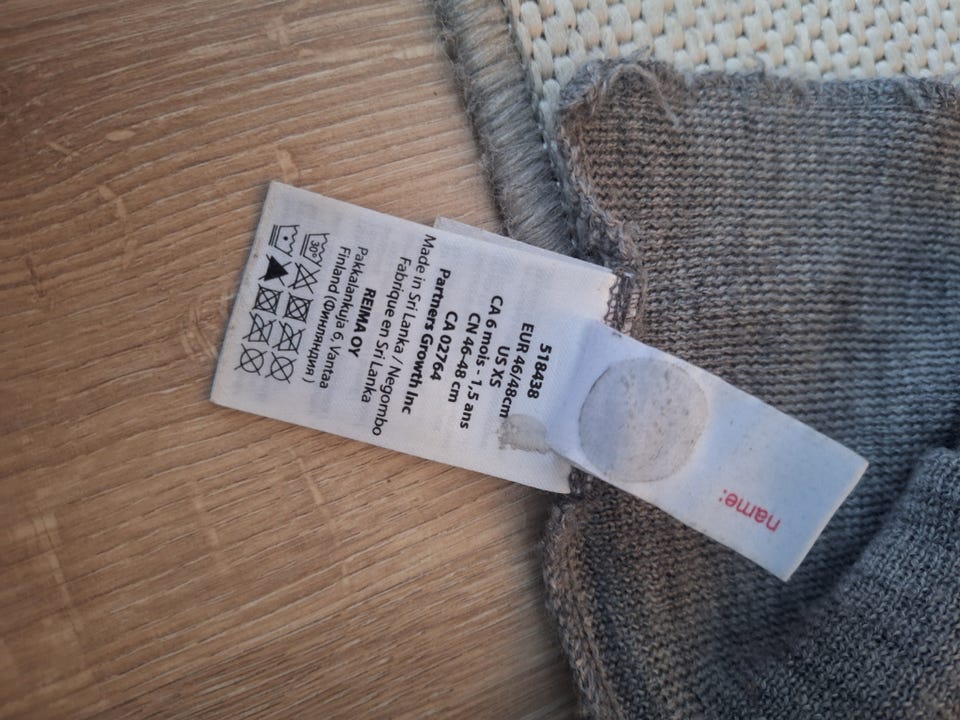 518438
EUR 46/48cm
US XS
CA 6 mois - 1,5 ans
CN 46-48 cm
CA 02764
Partners Growth Inc
Made in Sri Lanka / Negombo
Fabrique en Sri Lanka
REIMA OY
Pakkalankuja 6, Vantaa
Finland (Финляндия )
30°
name: